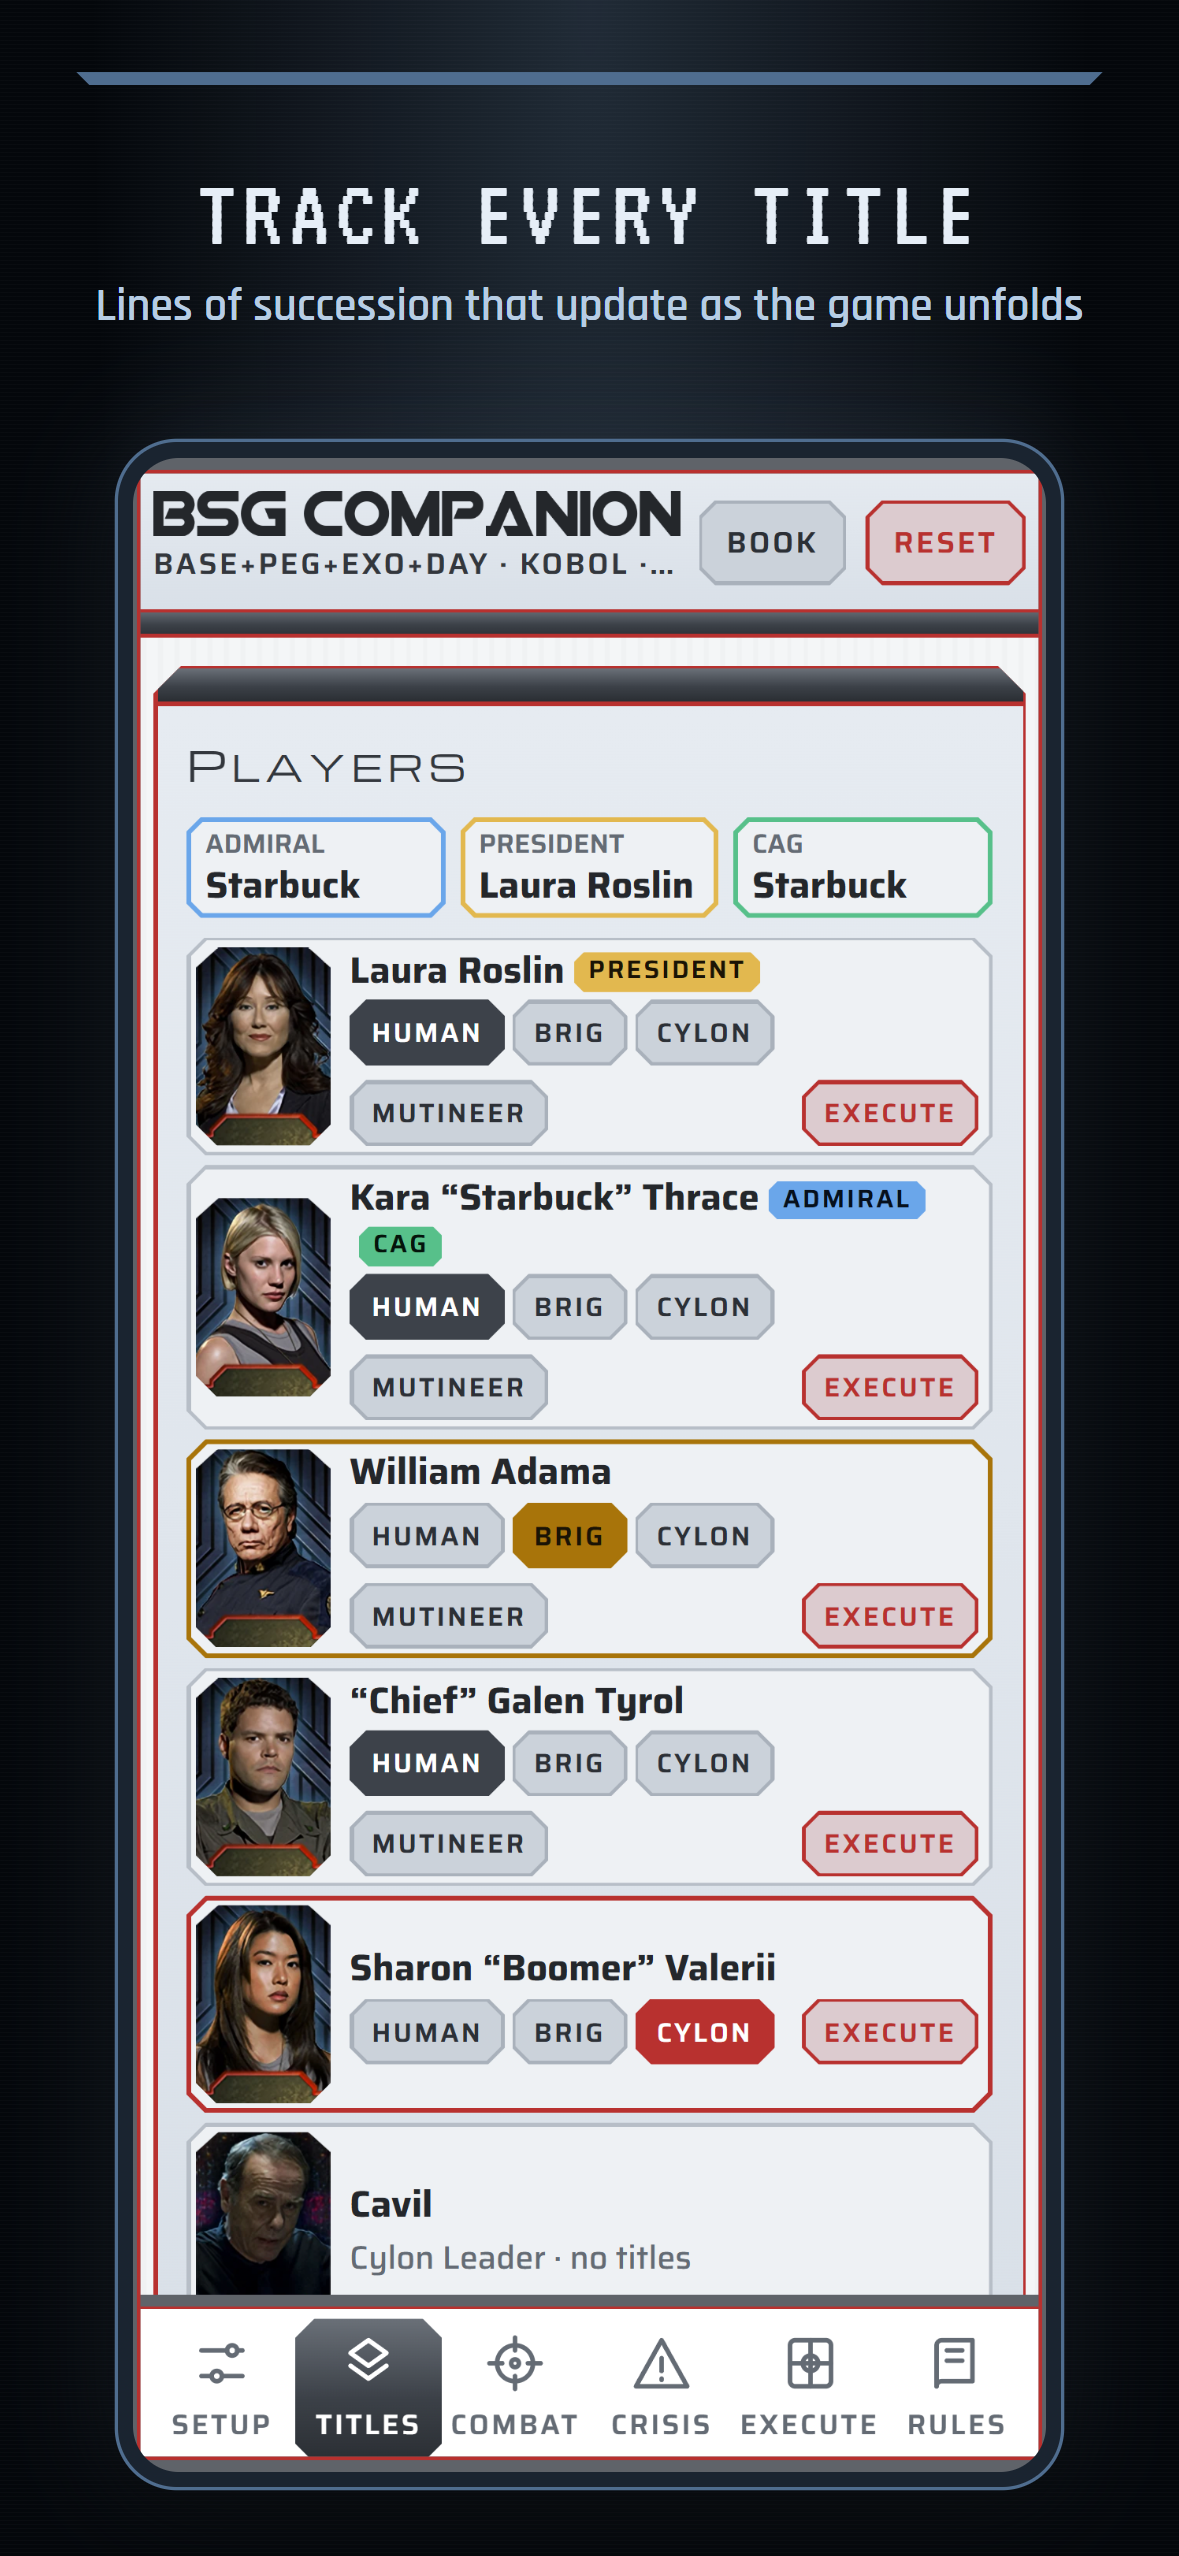 TRACK EVERY TITLE
Lines of succession that update as the game unfolds
BSG COMPANION
BASE+PEG+EXO+DAY · KOBOL ·...
BOOK
RESET
PLAYERS
ADMIRAL
Starbuck
PRESIDENT
Laura Roslin
CAG
Starbuck
Laura Roslin PRESIDENT
HUMAN BRIG CYLON
MUTINEER EXECUTE
Kara “Starbuck” Thrace ADMIRAL
CAG
HUMAN BRIG CYLON
MUTINEER EXECUTE
William Adama
HUMAN BRIG CYLON
MUTINEER EXECUTE
“Chief” Galen Tyrol
HUMAN BRIG CYLON
MUTINEER EXECUTE
Sharon “Boomer” Valerii
HUMAN BRIG CYLON EXECUTE
Cavil
Cylon Leader · no titles
SETUP TITLES COMBAT CRISIS EXECUTE RULES